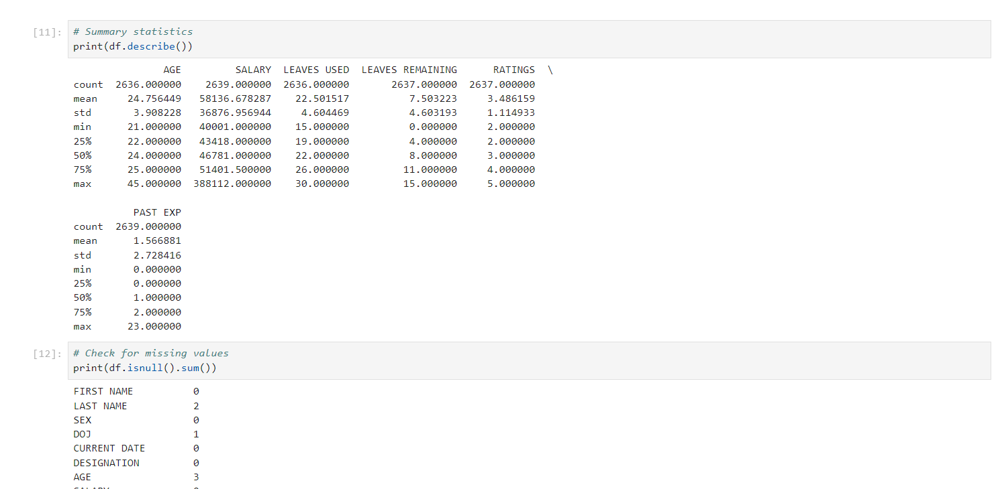 [11]: # Summary statistics
print(df.describe())
AGE SALARY LEAVES USED LEAVES REMAINING RATINGS \
count 2636.000000 2639.000000 2636.000000 2637.000000 2637.000000
mean 24.756449 58136.678287 22.501517 7.503223 3.486159
std 3.908228 36876.956944 4.604469 4.603193 1.114933
min 21.000000 40001.000000 15.000000 0.000000 2.000000
25% 22.000000 43418.000000 19.000000 4.000000 2.000000
50% 24.000000 46781.000000 22.000000 8.000000 3.000000
75% 25.000000 51401.500000 26.000000 11.000000 4.000000
max 45.000000 388112.000000 30.000000 15.000000 5.000000
PAST EXP
count 2639.000000
mean 1.566881
std 2.728416
min 0.000000
25% 0.000000
50% 1.000000
75% 2.000000
max 23.000000
[12]: # Check for missing values
print(df.isnull().sum())
FIRST NAME 0
LAST NAME 2
SEX 0
DOJ 1
CURRENT DATE 0
DESIGNATION 0
AGE 3